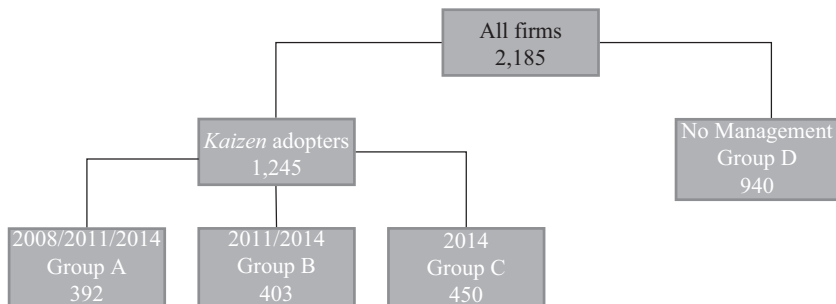 All firms
2,185
Kaizen adopters
1,245
No Management
Group D
940
2008/2011/2014
Group A
392
2011/2014
Group B
403
2014
Group C
450